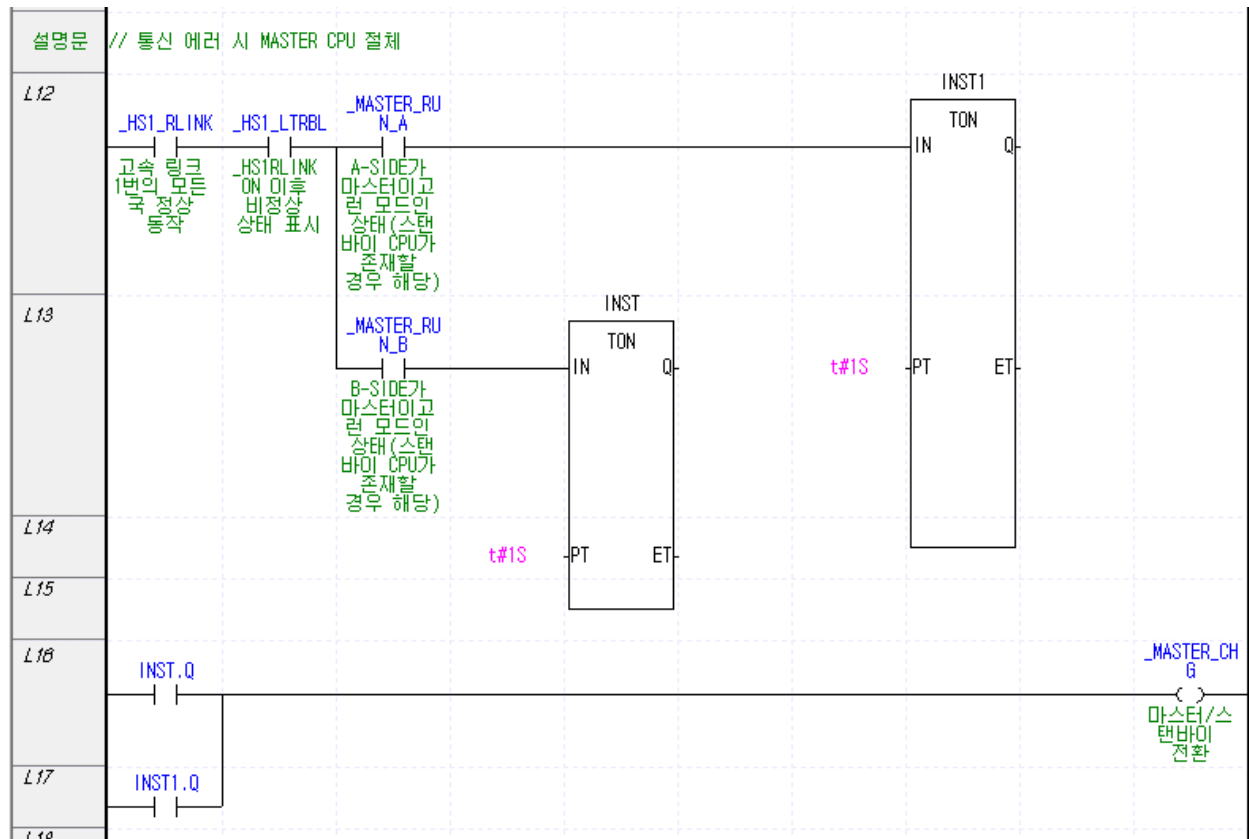 설명문 // 통신 에러 시 MASTER CPU 절체
L12
INST1
TON
IN Q
_HS1_RLINK
고속 링크
1번의 모든
국 정상
동작
_HS1_LTRBL
_HS1RLINK
ON 이후
비정상
상태 표시
_MASTER_RU
N_A
A-SIDE가
마스터이고
런 모드인
상태(스탠
바이 CPU가
존재할
경우 해당)
L13
_MASTER_RU
N_B
B-SIDE가
마스터이고
런 모드인
상태(스탠
바이 CPU가
존재할
경우 해당)
INST
TON
IN Q
t#1S PT ET
L14
t#1S PT ET
L15
L16
INST.Q
_MASTER_CH
G
마스터/스
탠바이
전환
L17
INST1.Q
L18